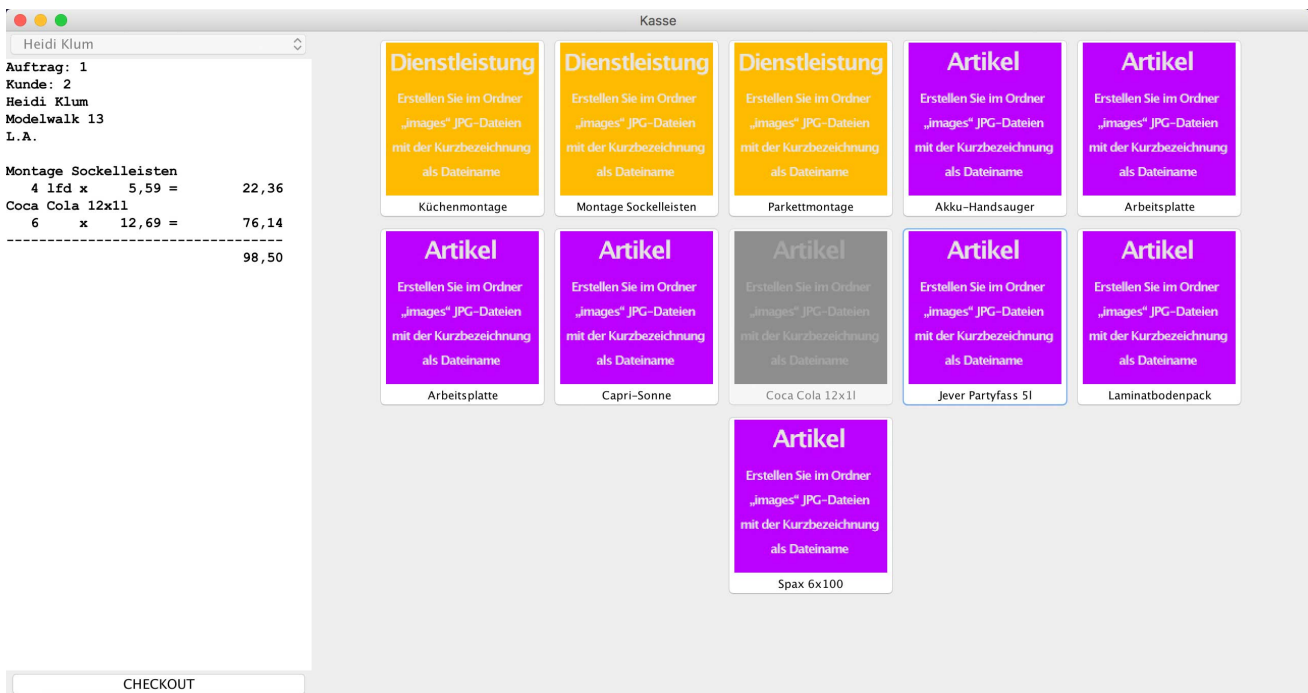 Kasse
Heidi Klum
Auftrag: 1
Kunde: 2
Heidi Klum
Modelwalk 13
L.A.
Montage Sockelleisten
4 lfd x 5,59 = 22,36
Coca Cola 12x1l
6 x 12,69 = 76,14
-----------------------------------
98,50
CHECKOUT
Dienstleistung
Erstellen Sie im Ordner
„images“ JPG-Dateien
mit der Kurzbezeichnung
als Dateiname
Küchenmontage
Dienstleistung
Erstellen Sie im Ordner
„images“ JPG-Dateien
mit der Kurzbezeichnung
als Dateiname
Montage Sockelleisten
Dienstleistung
Erstellen Sie im Ordner
„images“ JPG-Dateien
mit der Kurzbezeichnung
als Dateiname
Parkettmontage
Artikel
Erstellen Sie im Ordner
„images“ JPG-Dateien
mit der Kurzbezeichnung
als Dateiname
Akku-Handsauger
Artikel
Erstellen Sie im Ordner
„images“ JPG-Dateien
mit der Kurzbezeichnung
als Dateiname
Arbeitsplatte
Artikel
Erstellen Sie im Ordner
„images“ JPG-Dateien
mit der Kurzbezeichnung
als Dateiname
Arbeitsplatte
Artikel
Erstellen Sie im Ordner
„images“ JPG-Dateien
mit der Kurzbezeichnung
als Dateiname
Capri-Sonne
Artikel
Erstellen Sie im Ordner
„images“ JPG-Dateien
mit der Kurzbezeichnung
als Dateiname
Coca Cola 12x1l
Artikel
Erstellen Sie im Ordner
„images“ JPG-Dateien
mit der Kurzbezeichnung
als Dateiname
Jever Partyfass 5l
Artikel
Erstellen Sie im Ordner
„images“ JPG-Dateien
mit der Kurzbezeichnung
als Dateiname
Laminatbodenpack
Artikel
Erstellen Sie im Ordner
„images“ JPG-Dateien
mit der Kurzbezeichnung
als Dateiname
Spax 6x100